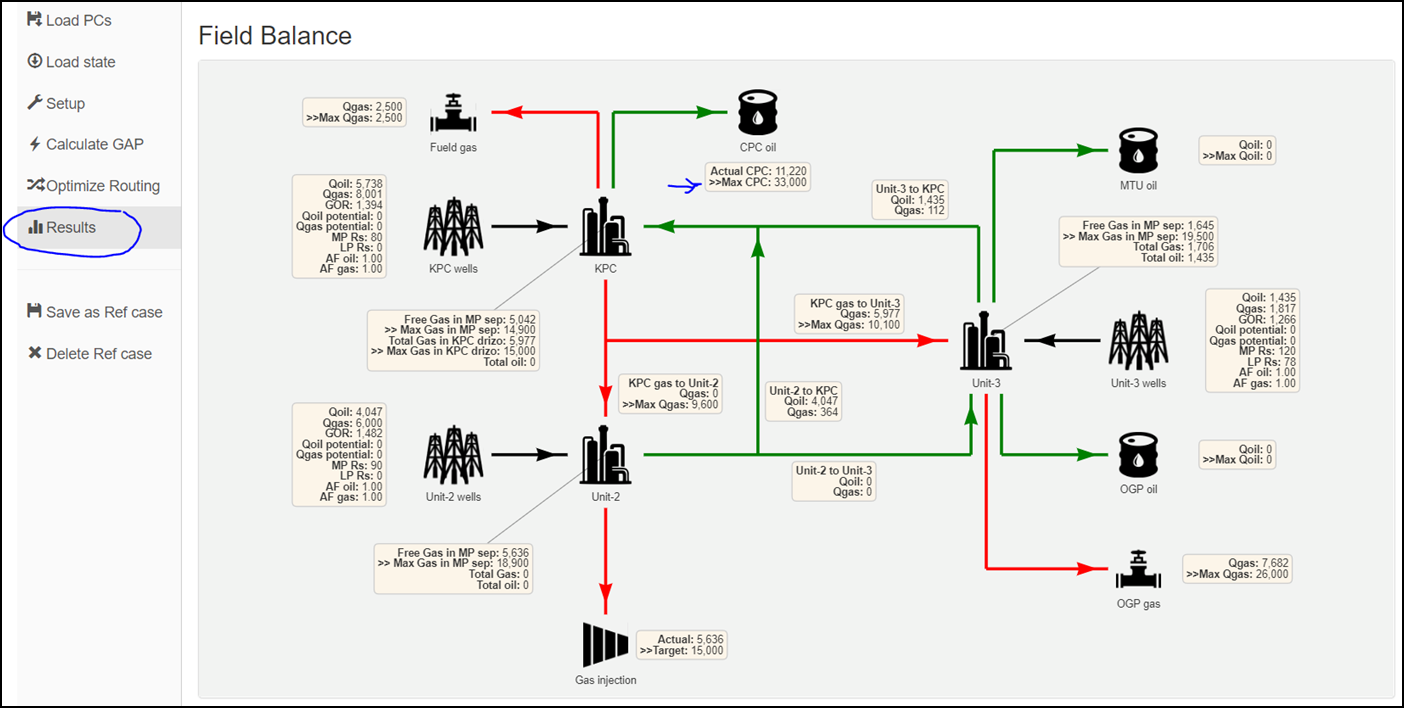 Load PCs
Load state
Setup
Calculate GAP
Optimize Routing
Results
Save as Ref case
Delete Ref case
Field Balance
Qgas: 2,500
>>Max Qgas: 2,500
Fueld gas
CPC oil
Actual CPC: 11,220
>>Max CPC: 33,000
MTU oil
Qoil: 0
>>Max Qoil: 0
Qoil: 5,738
Qgas: 8,001
GOR: 1,394
Qoil potential: 0
Qgas potential: 0
MP Rs: 80
LP Rs: 0
AF oil: 1.00
AF gas: 1.00
KPC wells
KPC
Unit-3 to KPC
Qoil: 1,435
Qgas: 112
Free Gas in MP sep: 1,645
>> Max Gas in MP sep: 19,500
Total Gas: 1,706
Total oil: 1,435
Free Gas in MP sep: 5,042
>> Max Gas in MP sep: 14,900
Total Gas in KPC drizo: 5,977
>> Max Gas in KPC drizo: 15,000
Total oil: 0
KPC gas to Unit-3
Qgas: 5,977
>>Max Qgas: 10,100
Unit-3
Unit-3 wells
Qoil: 1,435
Qgas: 1,817
GOR: 1,266
Qoil potential: 0
Qgas potential: 0
MP Rs: 120
LP Rs: 78
AF oil: 1.00
AF gas: 1.00
KPC gas to Unit-2
Qgas: 0
>>Max Qgas: 9,600
Unit-2 to KPC
Qoil: 4,047
Qgas: 364
Qoil: 4,047
Qgas: 6,000
GOR: 1,482
Qoil potential: 0
Qgas potential: 0
MP Rs: 90
LP Rs: 0
AF oil: 1.00
AF gas: 1.00
Unit-2 wells
Unit-2
Unit-2 to Unit-3
Qoil: 0
Qgas: 0
OGP oil
Qoil: 0
>>Max Qoil: 0
Free Gas in MP sep: 5,636
>> Max Gas in MP sep: 18,900
Total Gas: 0
Total oil: 0
OGP gas
Qgas: 7,682
>>Max Qgas: 26,000
Gas injection
Actual: 5,636
>>Target: 15,000